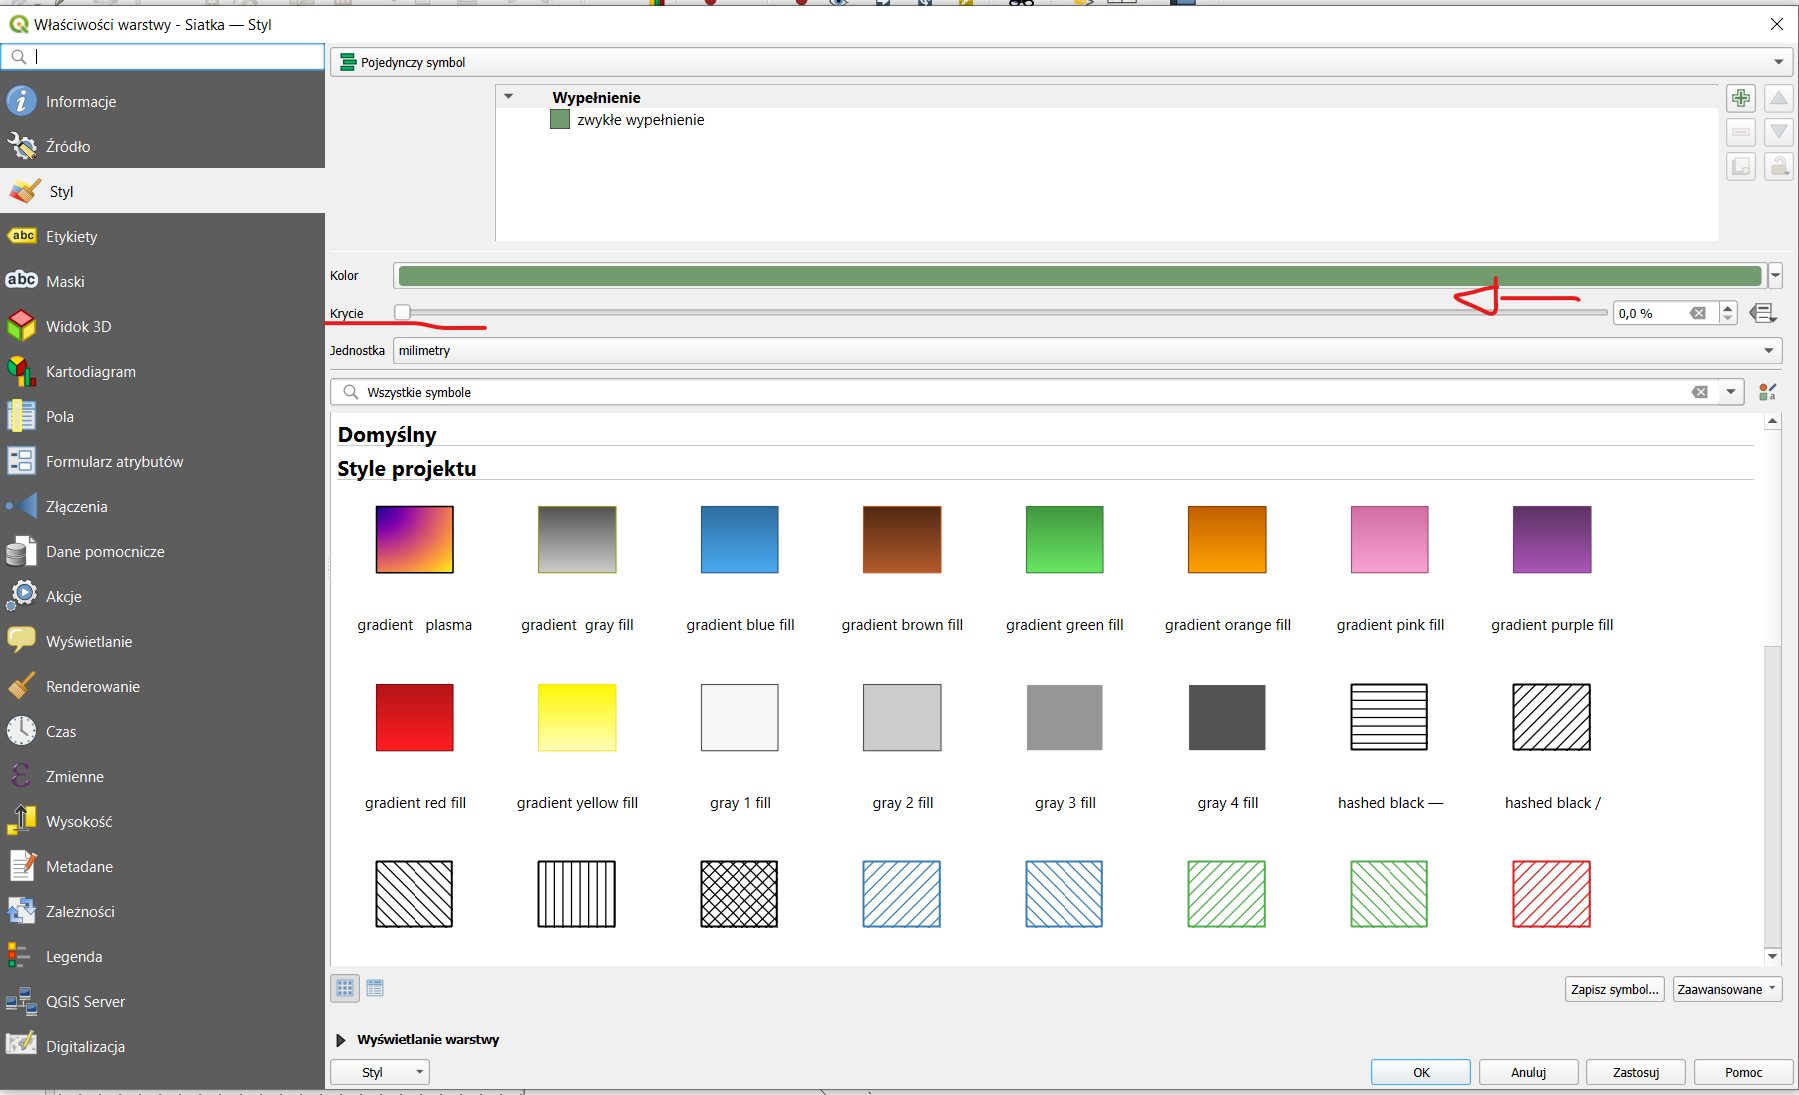 Właściwości warstwy - Siatka — Styl
Pojedynczy symbol
Informacje
Źródło
Styl
Etykiety
abc
Maski
abc
Widok 3D
Kartodiagram
Pola
Formularz atrybutów
Złączenia
Dane pomocnicze
Akcje
Wyświetlanie
Renderowanie
Czas
Zmienne
Wysokość
Metadane
Zależności
Legenda
QGIS Server
Digitalizacja
Wypełnienie
zwykłe wypełnienie
Kolor
Krycie
0,0 %
Jednostka
milimetry
Wszystkie symbole
Domyślny
Style projektu
gradient plasma
gradient gray fill
gradient blue fill
gradient brown fill
gradient green fill
gradient orange fill
gradient pink fill
gradient purple fill
gradient red fill
gradient yellow fill
gray 1 fill
gray 2 fill
gray 3 fill
gray 4 fill
hashed black —
hashed black /
Zapisz symbol...
Zaawansowane
Wyświetlanie warstwy
Styl
OK
Anuluj
Zastosuj
Pomoc